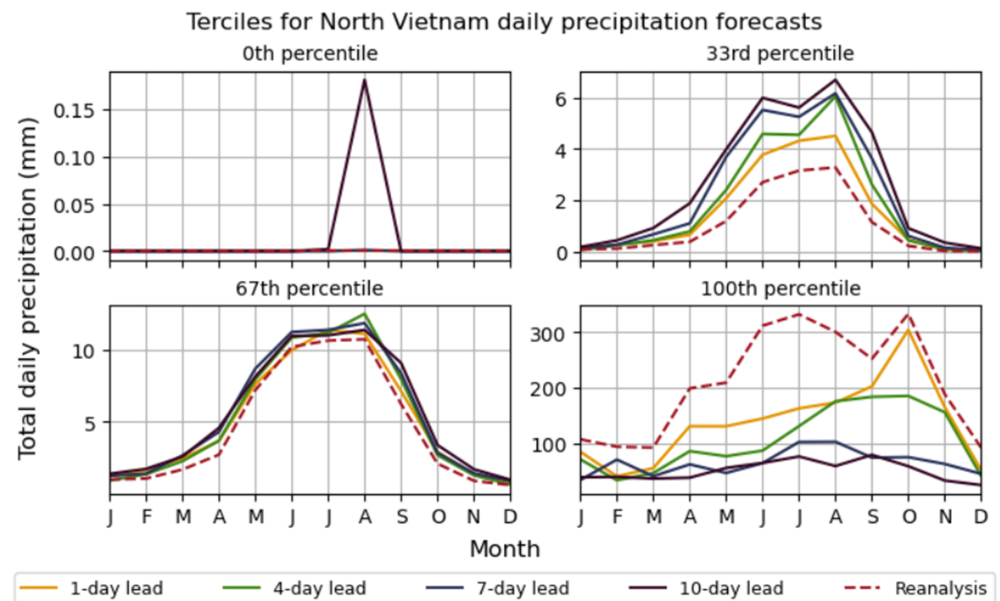 Terciles for North Vietnam daily precipitation forecasts
0th percentile
33rd percentile
0.15
0.10
0.05
0.00
6
4
2
0
67th percentile
100th percentile
10
5
300
200
100
J F M A M J J A S O N D
J F M A M J J A S O N D
Total daily precipitation (mm)
Month
1-day lead 4-day lead 7-day lead 10-day lead Reanalysis